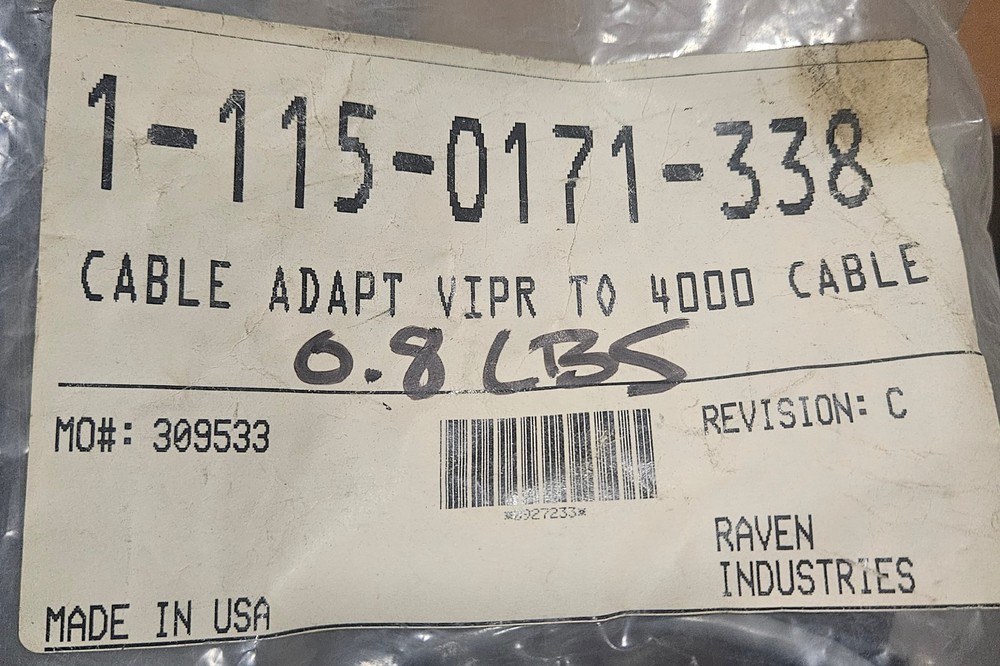 1-115-0171-338
CABLE ADAPT VIPR TO 4000 CABLE
0.8 LBS
MO#: 309533
REVISION: C
RAVEN
INDUSTRIES
MADE IN USA